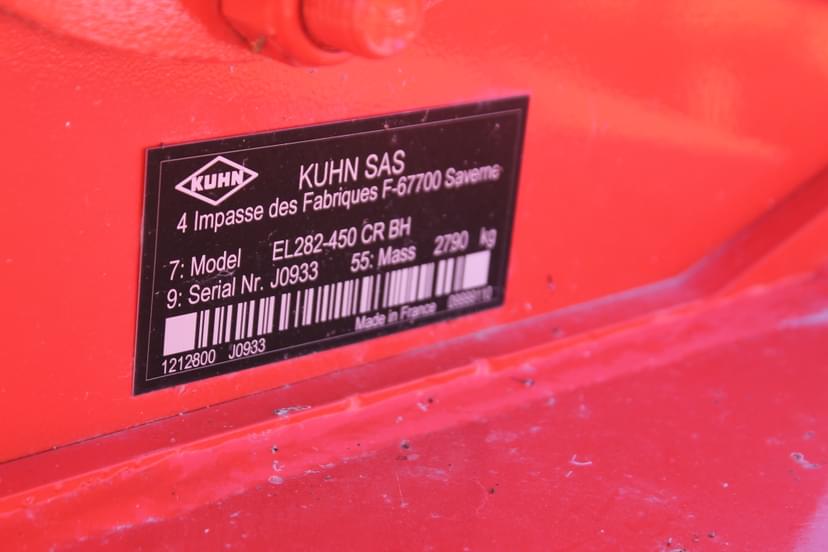 KUHN
KUHN SAS
4 Impasse des Fabriques F-67700 Saverne
7: Model EL282-450 CR BH
9: Serial Nr. J0933 55: Mass 2790 kg
Made in France
1212800 J0933